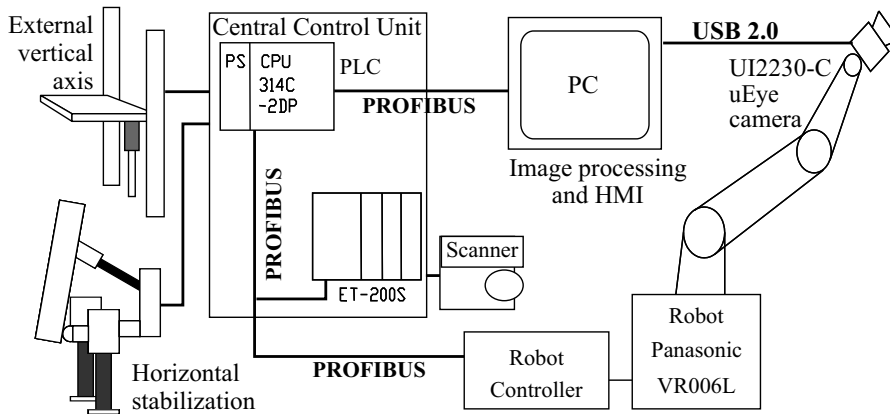 External
vertical
axis
Central Control Unit
PS
CPU
314C
-2DP
PLC
PROFIBUS
USB 2.0
PC
UI2230-C
uEye
camera
Image processing
and HMI
PROFIBUS
ET-200S
Scanner
Horizontal
stabilization
PROFIBUS
Robot
Controller
Robot
Panasonic
VR006L